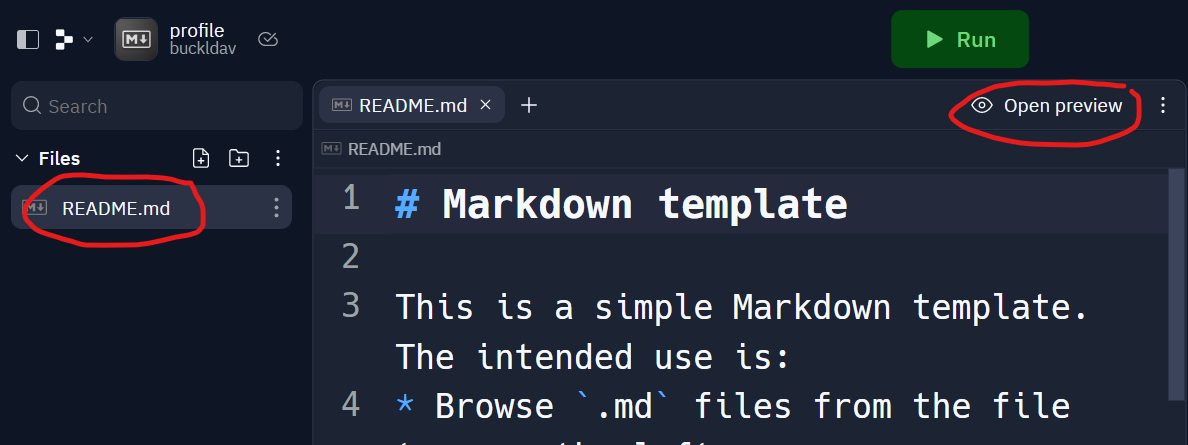 profile
buckldav
Run
Search
README.md
Open preview
Files
README.md
README.md
1 # Markdown template
2
3 This is a simple Markdown template.
The intended use is:
4 * Browse `.md` files from the file